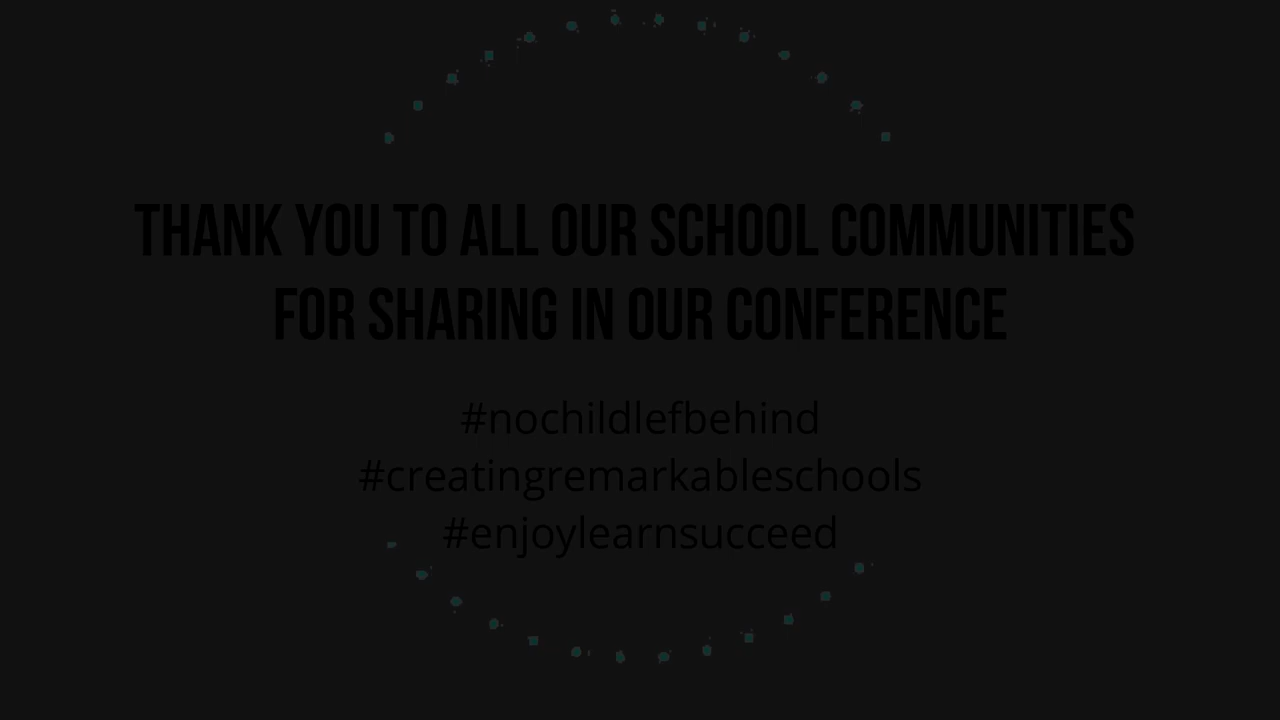 THANK YOU TO ALL OUR SCHOOL COMMUNITIES
FOR SHARING IN OUR CONFERENCE
#nochildlefbehind
#creatingremarkableschools
#enjoylearnsucceed